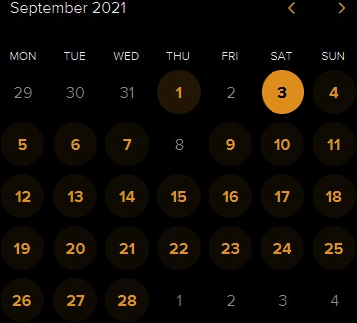 September 2021
MON TUE WED THU FRI SAT SUN
29 30 31 1 2 3 4
5 6 7 8 9 10 11
12 13 14 15 16 17 18
19 20 21 22 23 24 25
26 27 28 1 2 3 4